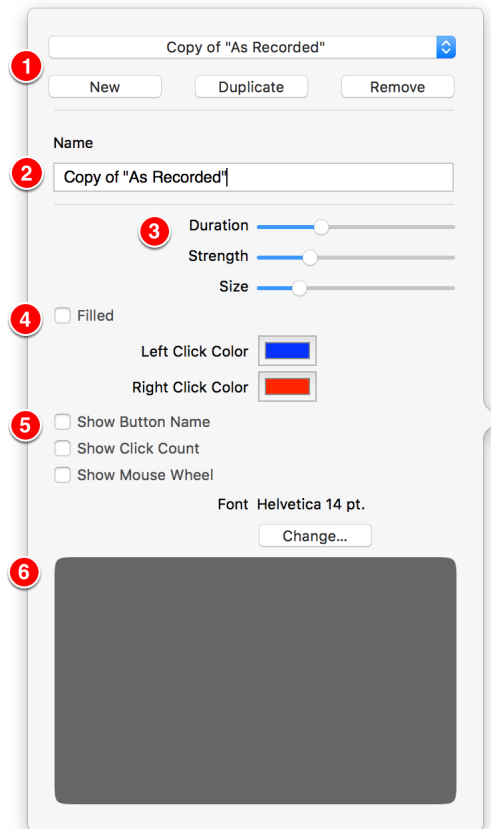 Copy of "As Recorded"
1
New Duplicate Remove
Name
2
Copy of "As Recorded"
3
Duration
Strength
Size
4
Filled
Left Click Color
Right Click Color
5
Show Button Name
Show Click Count
Show Mouse Wheel
Font Helvetica 14 pt.
Change...
6